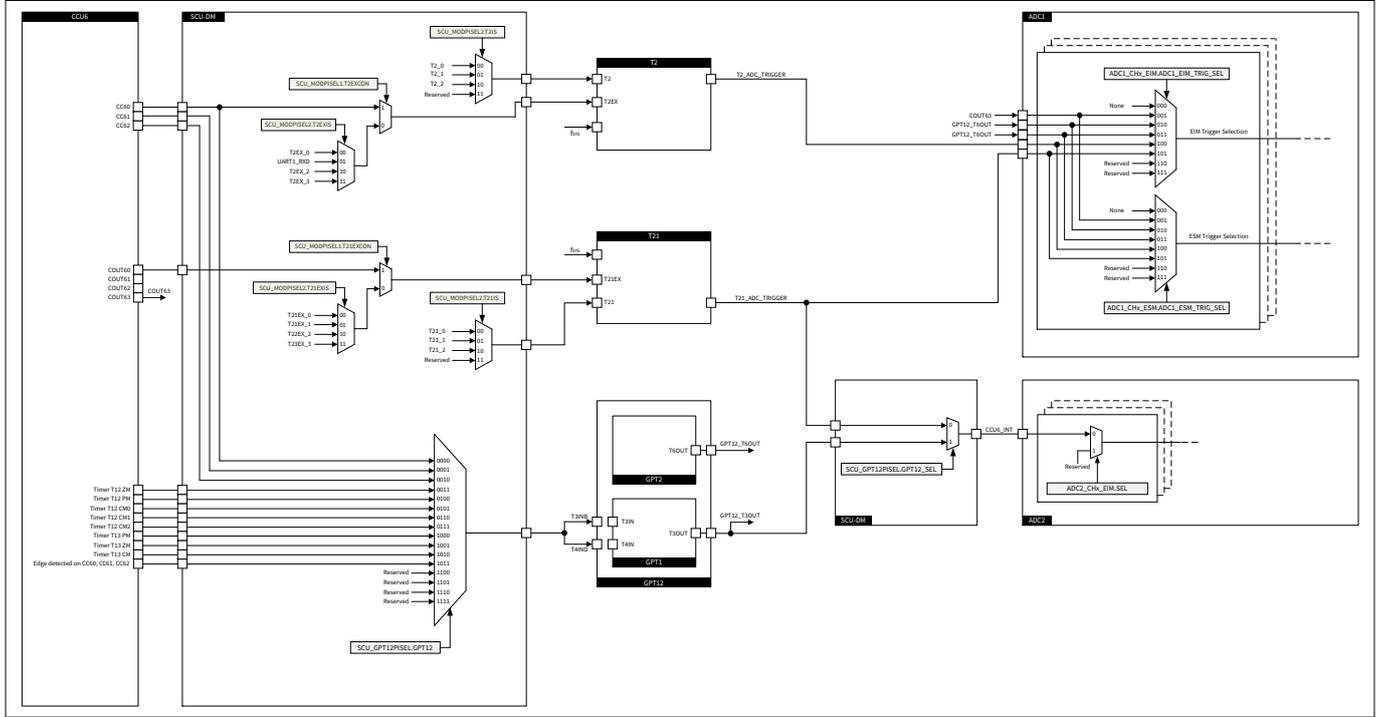 CCU6
SCU-DM
ADC1
SCU_MODPISEL2.T2IS
T2
T2_0
T2_1
T2_2
Reserved
00
01
10
11
T2
T2EX
T2_ADC_TRIGGER
SCU_MODPISEL1.T2EXCON
1
0
CC60
CC61
CC62
SCU_MODPISEL2.T2EXIS
T2EX_0
UART1_RXD
T2EX_2
T2EX_3
00
01
10
11
ADC1_CHx_EIM.ADC1_EIM_TRIG_SEL
None
COUT63
GPT12_T6OUT
GPT12_T6OUT
Reserved
Reserved
000
001
010
011
100
101
110
111
EIM Trigger Selection
None
Reserved
Reserved
000
001
010
011
100
101
110
111
ESM Trigger Selection
ADC1_CHx_ESM.ADC1_ESM_TRIG_SEL
T21
T21EX
T21
T21_ADC_TRIGGER
SCU_MODPISEL1.T21EXCON
1
0
COUT60
COUT61
COUT62
COUT63
COUT63
SCU_MODPISEL2.T21EXIS
T21EX_0
T21EX_1
T22EX_2
T23EX_3
00
01
10
11
SCU_MODPISEL2.T21IS
T21_0
T21_1
T21_2
Reserved
00
01
10
11
0
1
SCU_GPT12PISEL.GPT12_SEL
SCU-DM
CCU6_INT
0
1
Reserved
ADC2_CHx_EIM.SEL
ADC2
T6OUT
GPT12_T6OUT
GPT2
T3INB
T4IND
T3IN
T4IN
T3OUT
GPT12_T3OUT
GPT1
GPT12
Timer T12 ZM
Timer T12 PM
Timer T12 CM0
Timer T12 CM1
Timer T12 CM2
Timer T13 PM
Timer T13 ZM
Timer T13 CM
Edge detected on CC60, CC61, CC62
Reserved
Reserved
Reserved
Reserved
0000
0001
0010
0011
0100
0101
0110
0111
1000
1001
1010
1011
1100
1101
1110
1111
SCU_GPT12PISEL.GPT12